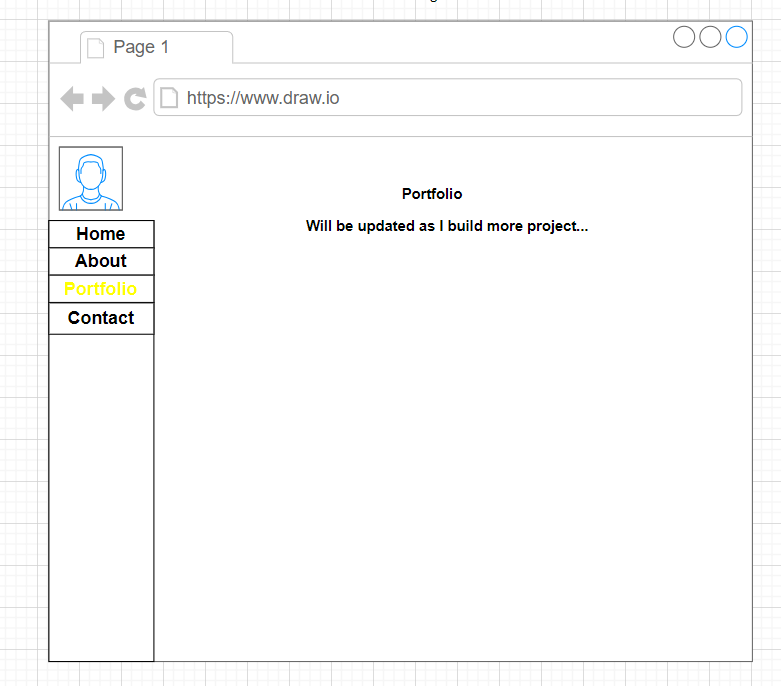 Page 1
https://www.draw.io
Portfolio
Will be updated as I build more project...
Home
About
Portfolio
Contact